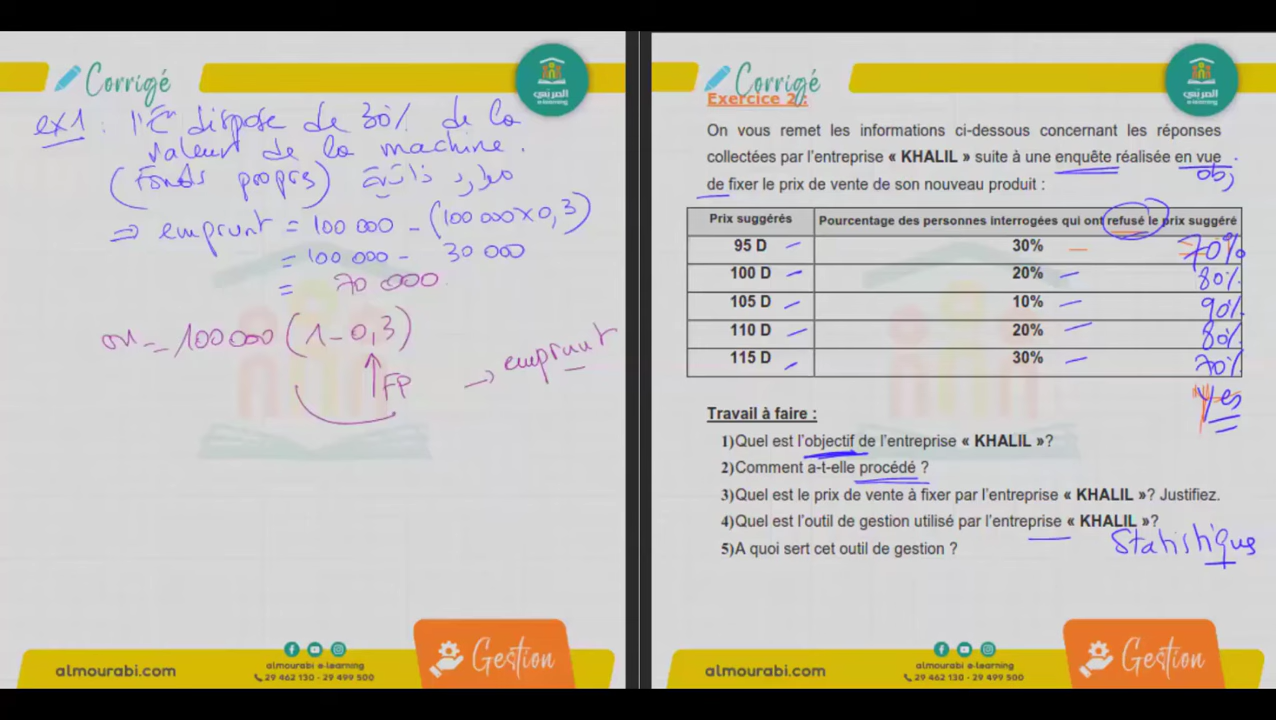 Corrigé
المربّي
e-learning
ex1 : l'E dispose de 30% de la
valeur de la machine.
(Fonds propres) موارد ذاتية
⇒ emprunt = 100 000 - (100 000 x 0,3)
= 100 000 - 30 000
= 70 000
ou = 100 000 (1 - 0,3)
FP
→ emprunt
almourabi.com
almourabi e-learning
29 462 130 - 29 499 500
Gestion
Corrigé
المربّي
e-learning
Exercice 2 :
On vous remet les informations ci-dessous concernant les réponses
collectées par l'entreprise « KHALIL » suite à une enquête réalisée en vue
obj
de fixer le prix de vente de son nouveau produit :
Prix suggérés Pourcentage des personnes interrogées qui ont refusé le prix suggéré
95 D 30% 70%
100 D 20% 80%
105 D 10% 90%
110 D 20% 80%
115 D 30% 70%
Yes
Travail à faire :
1)Quel est l'objectif de l'entreprise « KHALIL »?
2)Comment a-t-elle procédé ?
3)Quel est le prix de vente à fixer par l'entreprise « KHALIL »? Justifiez.
4)Quel est l'outil de gestion utilisé par l'entreprise « KHALIL »?
Statistique
5)A quoi sert cet outil de gestion ?
almourabi.com
almourabi e-learning
29 462 130 - 29 499 500
Gestion